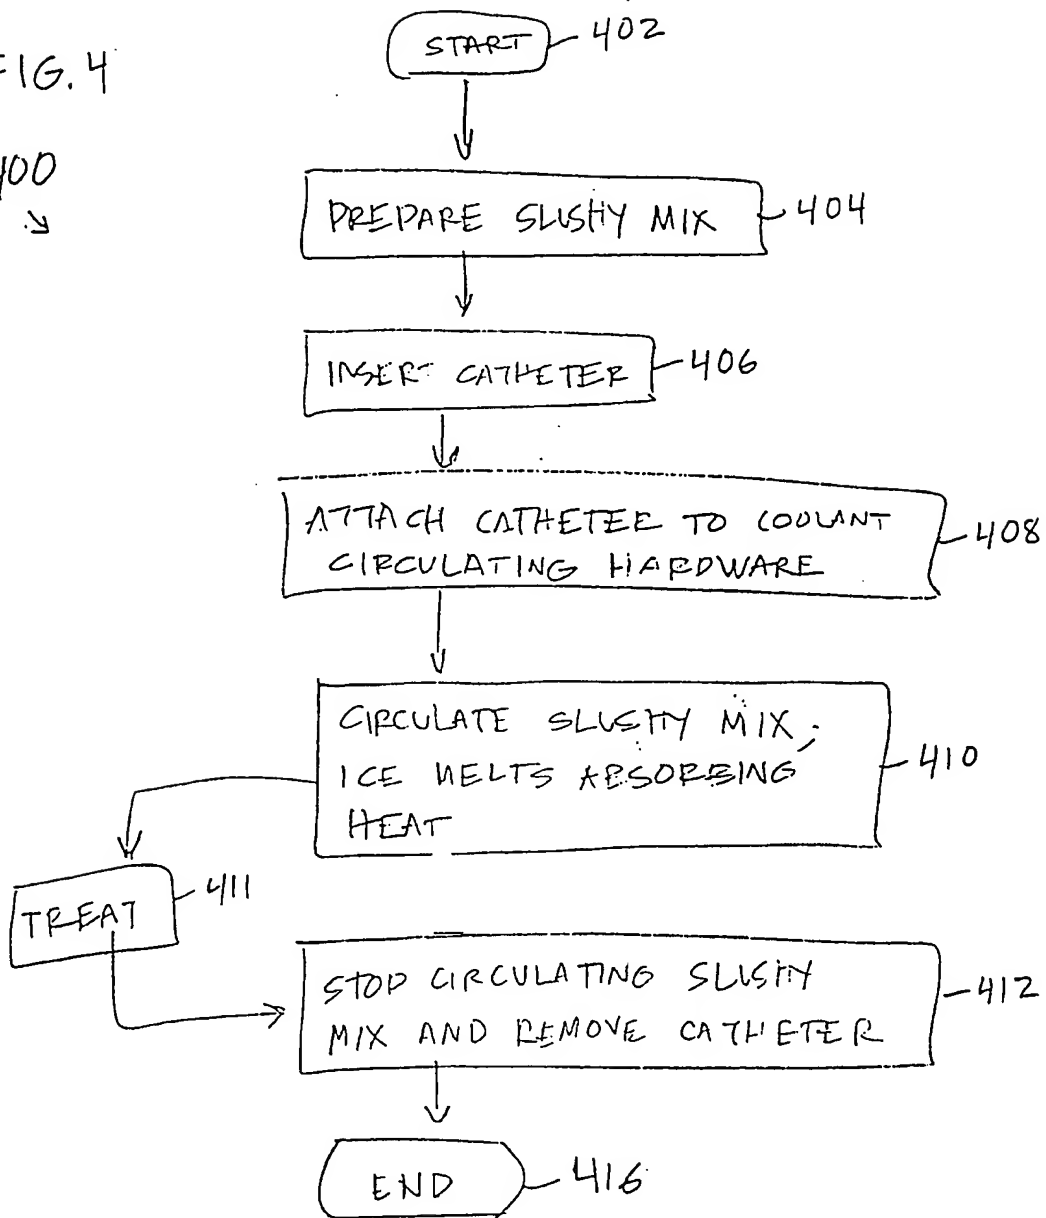 FIG. 4
400
START 402
PREPARE SLUSHY MIX 404
INSERT CATHETER 406
ATTACH CATHETER TO COOLANT 408
CIRCULATING HARDWARE
CIRCULATE SLUSHY MIX;
ICE MELTS ABSORBING 410
HEAT
TREAT 411
STOP CIRCULATING SLUSHY 412
MIX AND REMOVE CATHETER
END 416